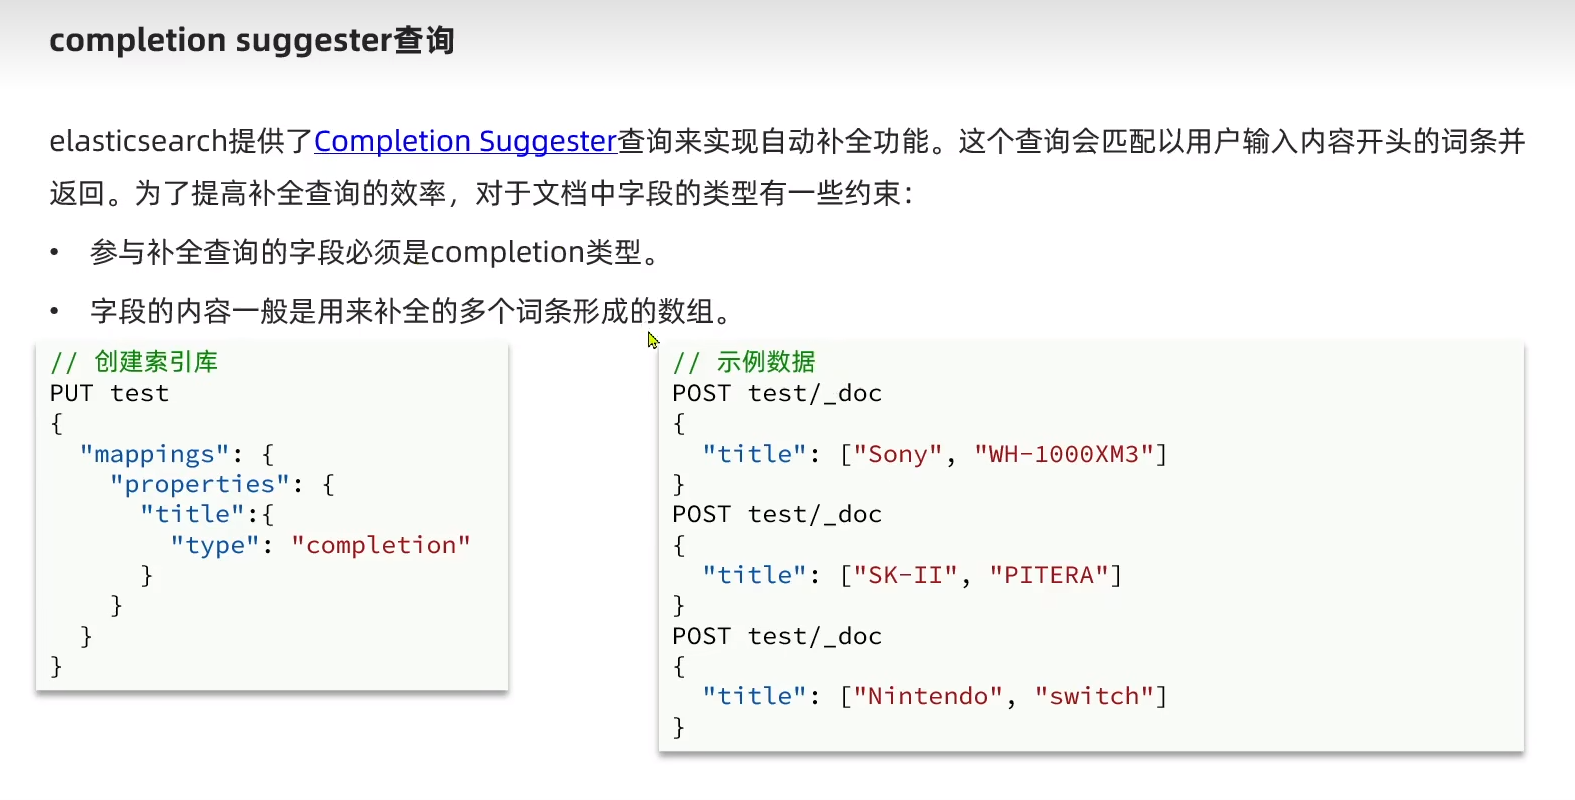 completion suggester查询
elasticsearch提供了Completion Suggester查询来实现自动补全功能。这个查询会匹配以用户输入内容开头的词条并
返回。为了提高补全查询的效率，对于文档中字段的类型有一些约束：
• 参与补全查询的字段必须是completion类型。
• 字段的内容一般是用来补全的多个词条形成的数组。
// 创建索引库
PUT test
{
  "mappings": {
    "properties": {
      "title":{
        "type": "completion"
      }
    }
  }
}
// 示例数据
POST test/_doc
{
  "title": ["Sony", "WH-1000XM3"]
}
POST test/_doc
{
  "title": ["SK-II", "PITERA"]
}
POST test/_doc
{
  "title": ["Nintendo", "switch"]
}